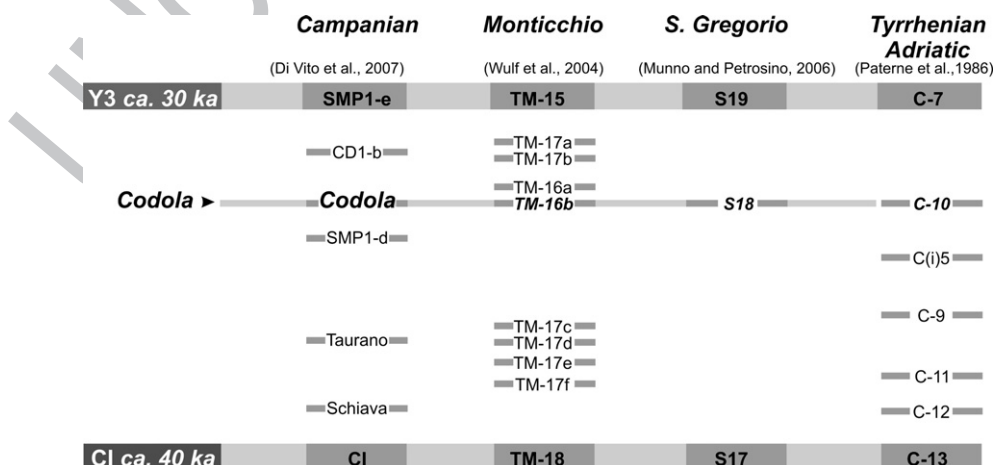 Campanian Monticchio S. Gregorio Tyrrhenian
Adriatic
(Di Vito et al., 2007) (Wulf et al., 2004) (Munno and Petrosino, 2006) (Paterne et al.,1986)
Y3 ca. 30 ka SMP1-e TM-15 S19 C-7
TM-17a
CD1-b TM-17b
TM-16a
Codola ► Codola TM-16b S18 C-10
SMP1-d
C(i)5
C-9
TM-17c
Taurano TM-17d
TM-17e
C-11
TM-17f
Schiava C-12
CI ca. 40 ka CI TM-18 S17 C-13